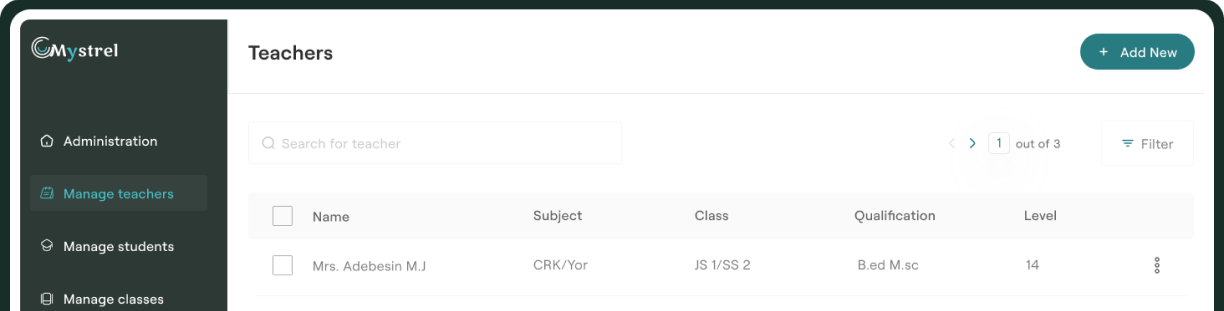 Mystrel
Administration
Manage teachers
Manage students
Manage classes
Teachers
+ Add New
Search for teacher
1 out of 3
Filter
Name Subject Class Qualification Level
Mrs. Adebesin M.J CRK/Yor JS 1/SS 2 B.ed M.sc 14